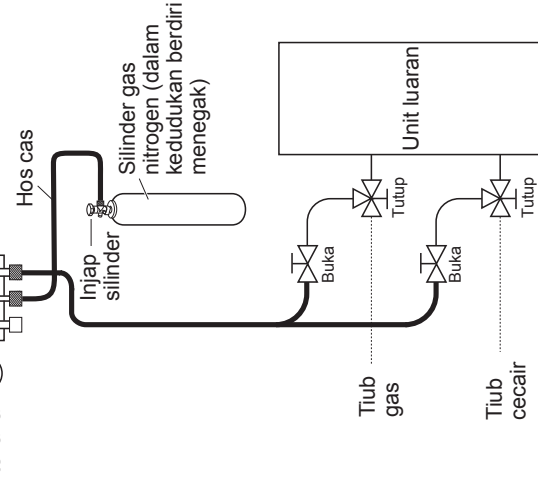 Hos cas
Silinder gas
nitrogen (dalam
kedudukan berdiri
menegak)
Injap
silinder
Unit luaran
Buka
Tutup
Buka
Tutup
Tiub
gas
Tiub
cecair